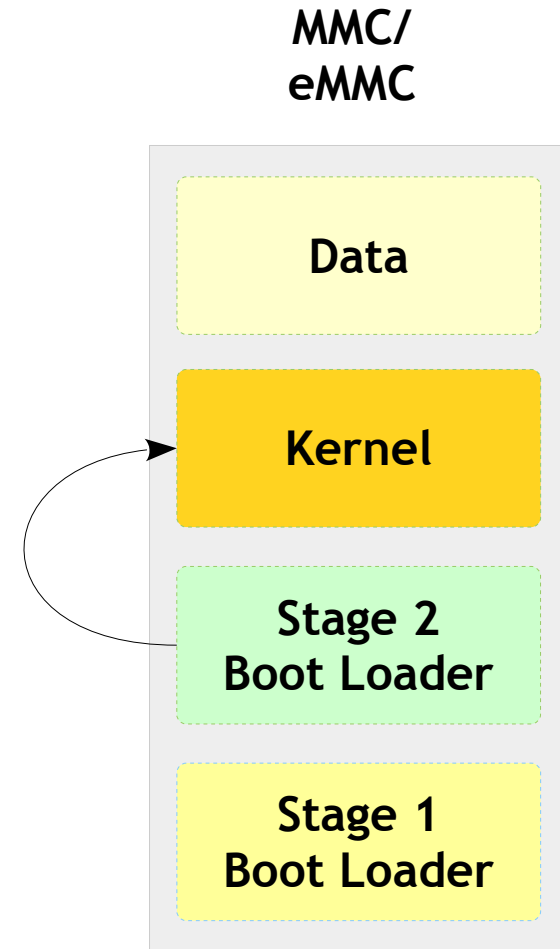 MMC/
eMMC
Data
Kernel
Stage 2
Boot Loader
Stage 1
Boot Loader